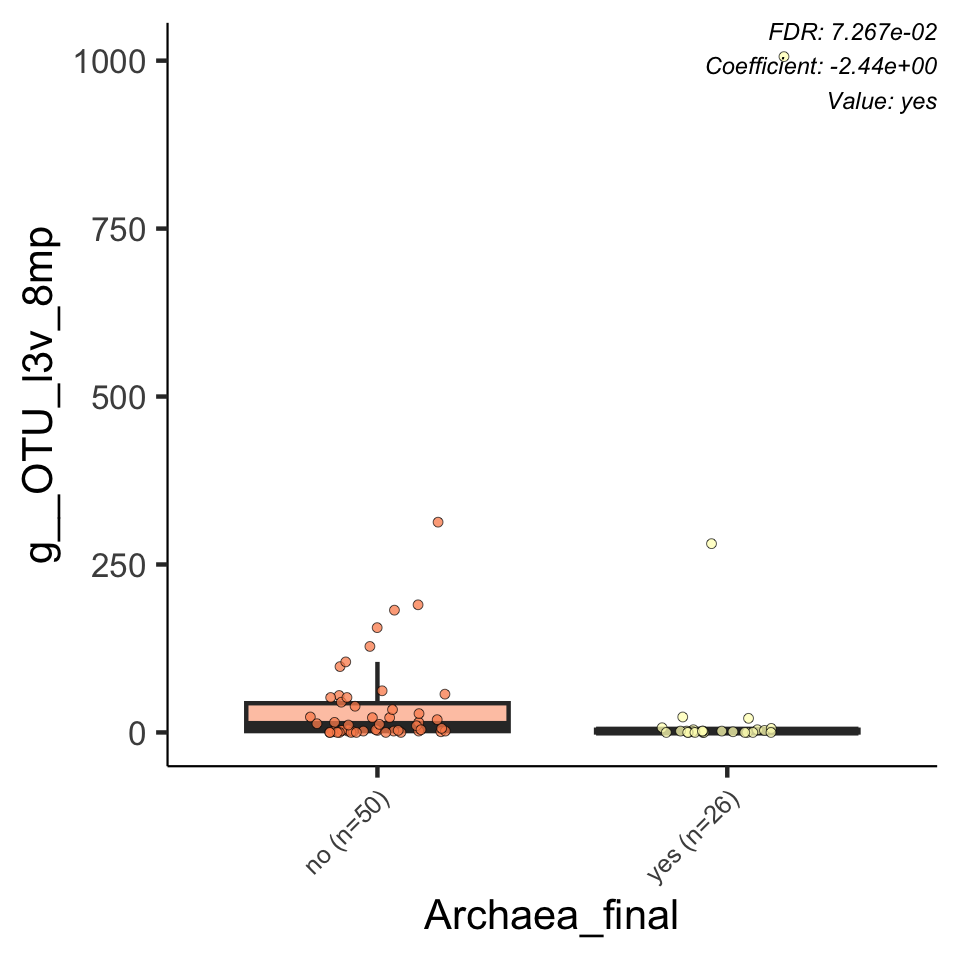 FDR: 7.267e-02
Coefficient: -2.44e+00
Value: yes
1000
750
500
250
0
g__OTU_l3v_8mp
no (n=50)
yes (n=26)
Archaea_final